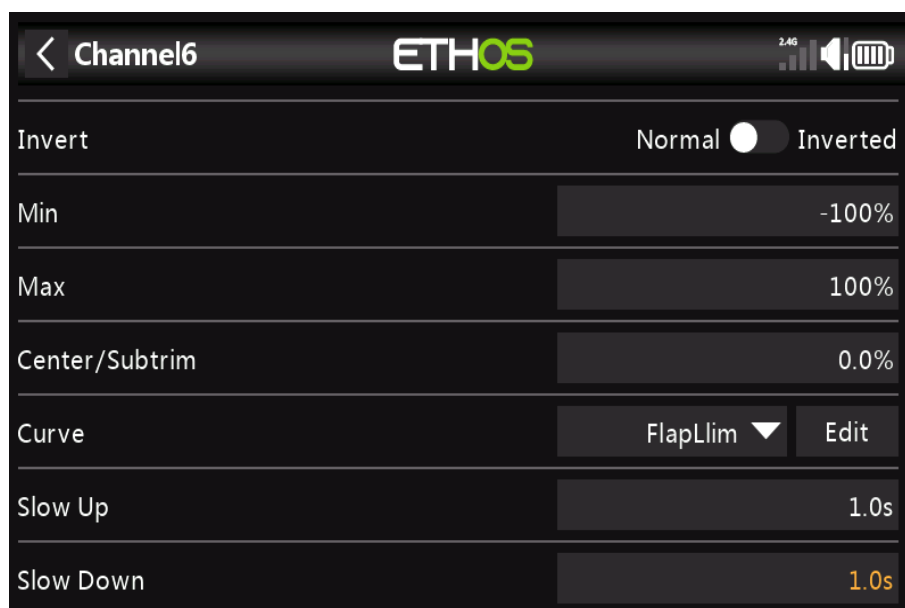 Channel6 ETHOS 2.4G
Invert Normal Inverted
Min -100%
Max 100%
Center/Subtrim 0.0%
Curve FlapLlim Edit
Slow Up 1.0s
Slow Down 1.0s